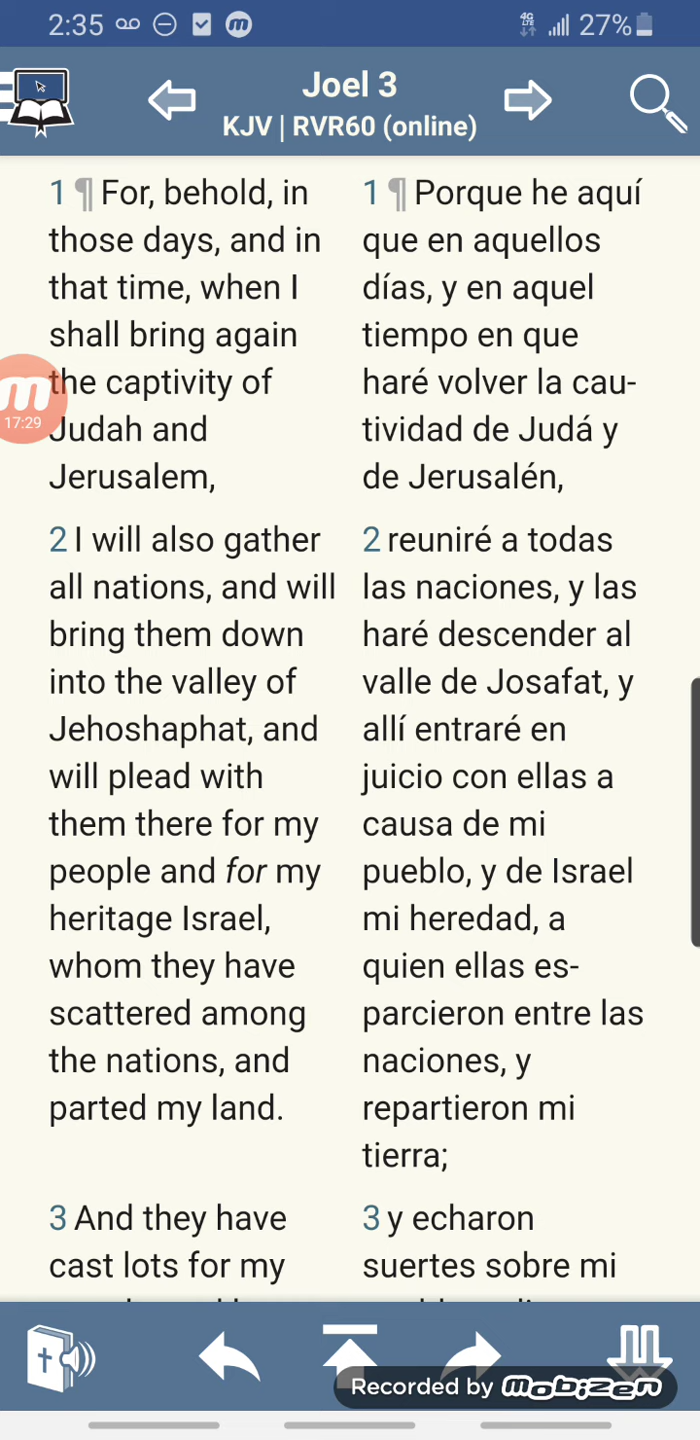 2:35
4G LTE
27%
Joel 3
KJV | RVR60 (online)
1 ¶ For, behold, in
those days, and in
that time, when I
shall bring again
the captivity of
Judah and
Jerusalem,
2 I will also gather
all nations, and will
bring them down
into the valley of
Jehoshaphat, and
will plead with
them there for my
people and for my
heritage Israel,
whom they have
scattered among
the nations, and
parted my land.
3 And they have
cast lots for my
1 ¶ Porque he aquí
que en aquellos
días, y en aquel
tiempo en que
haré volver la cau-
tividad de Judá y
de Jerusalén,
2 reuniré a todas
las naciones, y las
haré descender al
valle de Josafat, y
allí entraré en
juicio con ellas a
causa de mi
pueblo, y de Israel
mi heredad, a
quien ellas es-
parcieron entre las
naciones, y
repartieron mi
tierra;
3 y echaron
suertes sobre mi
m
17:29
Recorded by mobizen